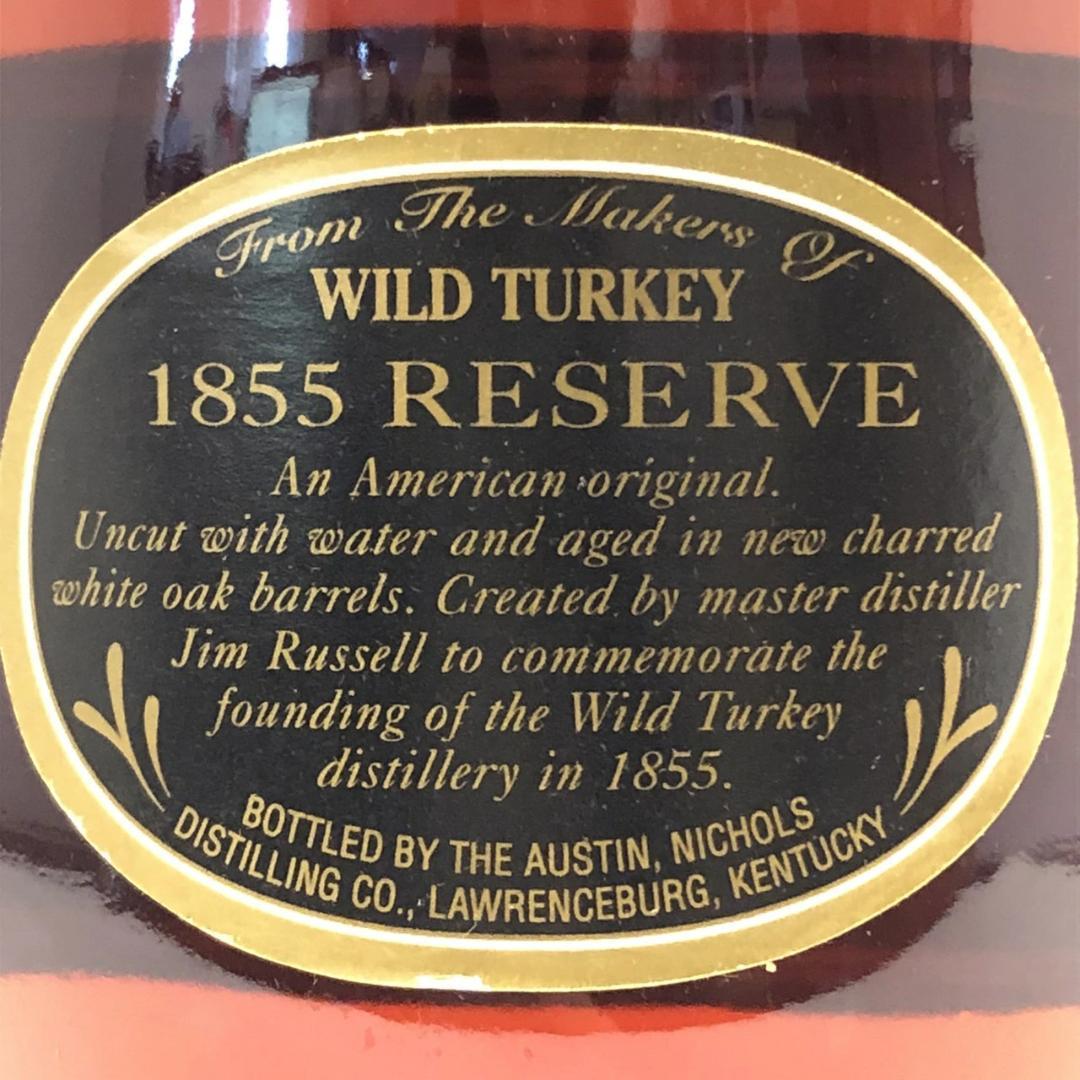 From The Makers Of
WILD TURKEY
1855 RESERVE
An American original.
Uncut with water and aged in new charred
white oak barrels. Created by master distiller
Jim Russell to commemorate the
founding of the Wild Turkey
distillery in 1855.
BOTTLED BY THE AUSTIN, NICHOLS
DISTILLING CO., LAWRENCEBURG, KENTUCKY